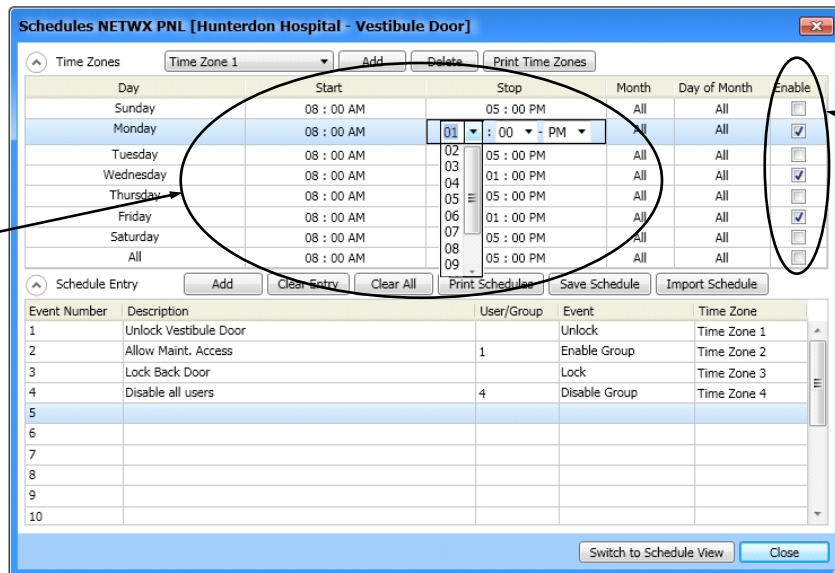 Schedules NETWX PNL [Hunterdon Hospital - Vestibule Door]
Time Zones Time Zone 1 Add Delete Print Time Zones
Day Start Stop Month Day of Month Enable
Sunday 08 : 00 AM 05 : 00 PM All All
Monday 08 : 00 AM 01 : 00 - PM All All
02
Tuesday 08 : 00 AM 05 : 00 PM All All
03
Wednesday 08 : 00 AM 01 : 00 PM All All
04
Thursday 08 : 00 AM 05 : 00 PM All All
05
Friday 08 : 00 AM 01 : 00 PM All All
06
07
Saturday 08 : 00 AM 05 : 00 PM All All
08
All 08 : 00 AM 05 : 00 PM All All
09
Schedule Entry Add Clear Entry Clear All Print Schedules Save Schedule Import Schedule
Event Number Description User/Group Event Time Zone
1 Unlock Vestibule Door Unlock Time Zone 1
2 Allow Maint. Access 1 Enable Group Time Zone 2
3 Lock Back Door Lock Time Zone 3
4 Disable all users 4 Disable Group Time Zone 4
5
6
7
8
9
10
Switch to Schedule View Close